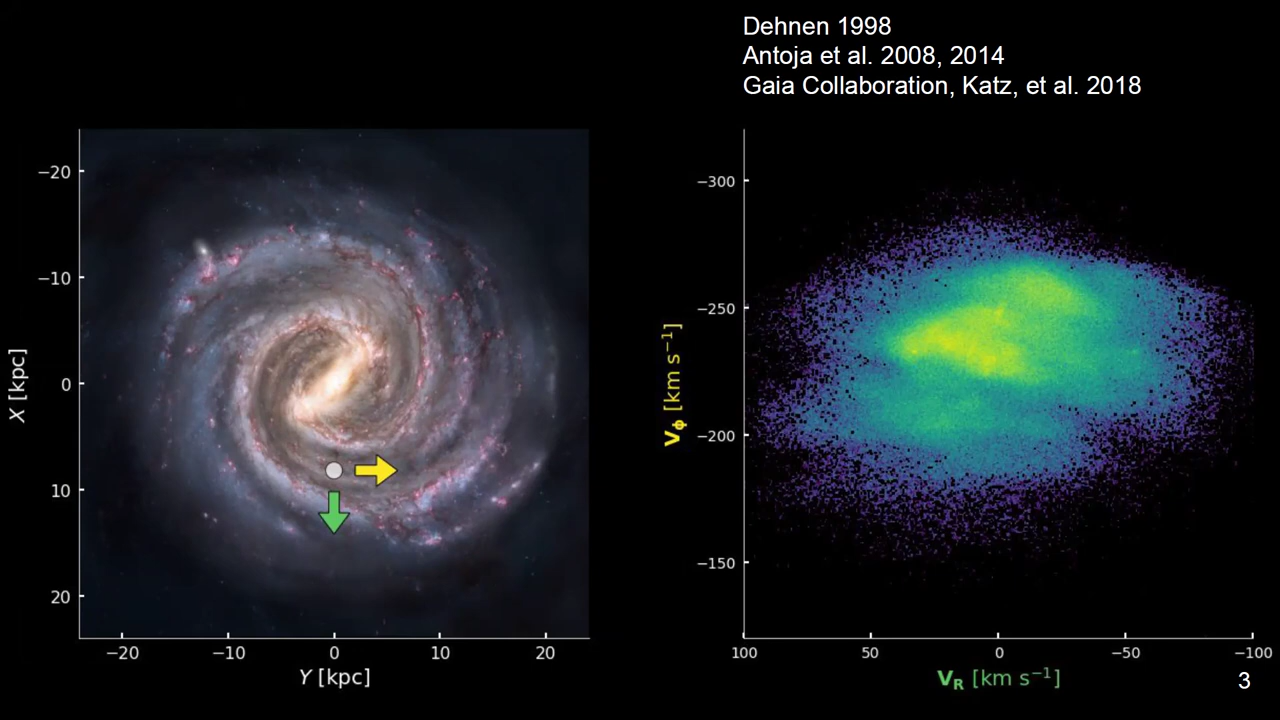 Dehnen 1998
Antoja et al. 2008, 2014
Gaia Collaboration, Katz, et al. 2018
−20
−10
0
10
20
X [kpc]
−20
−10
0
10
20
Y [kpc]
−300
−250
−200
−150
Vϕ [km s⁻¹]
100
50
0
−50
−100
V_R [km s⁻¹]
3